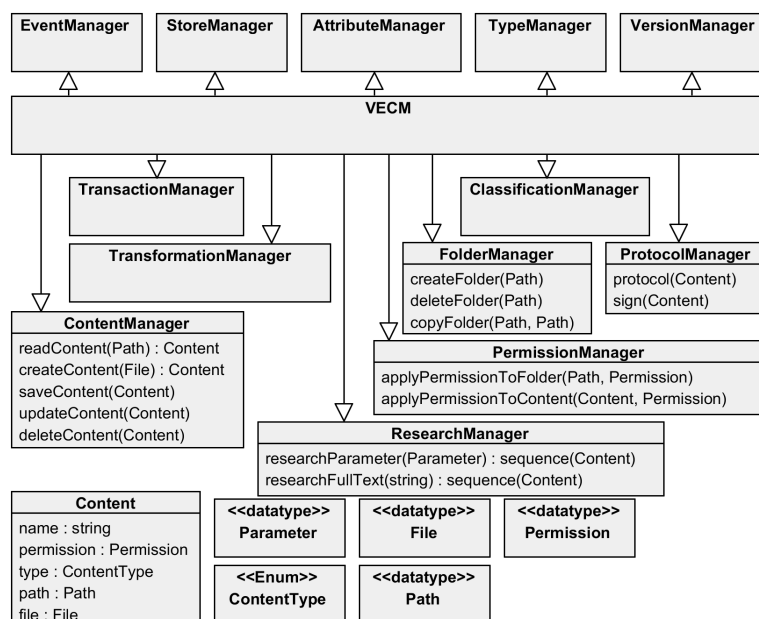 EventManager
StoreManager
AttributeManager
TypeManager
VersionManager
VECM
TransactionManager
ClassificationManager
TransformationManager
FolderManager
createFolder(Path)
deleteFolder(Path)
copyFolder(Path, Path)
ProtocolManager
protocol(Content)
sign(Content)
ContentManager
readContent(Path) : Content
createContent(File) : Content
saveContent(Content)
updateContent(Content)
deleteContent(Content)
PermissionManager
applyPermissionToFolder(Path, Permission)
applyPermissionToContent(Content, Permission)
ResearchManager
researchParameter(Parameter) : sequence(Content)
researchFullText(string) : sequence(Content)
Content
name : string
permission : Permission
type : ContentType
path : Path
file : File
<<datatype>>
Parameter
<<datatype>>
File
<<datatype>>
Permission
<<Enum>>
ContentType
<<datatype>>
Path